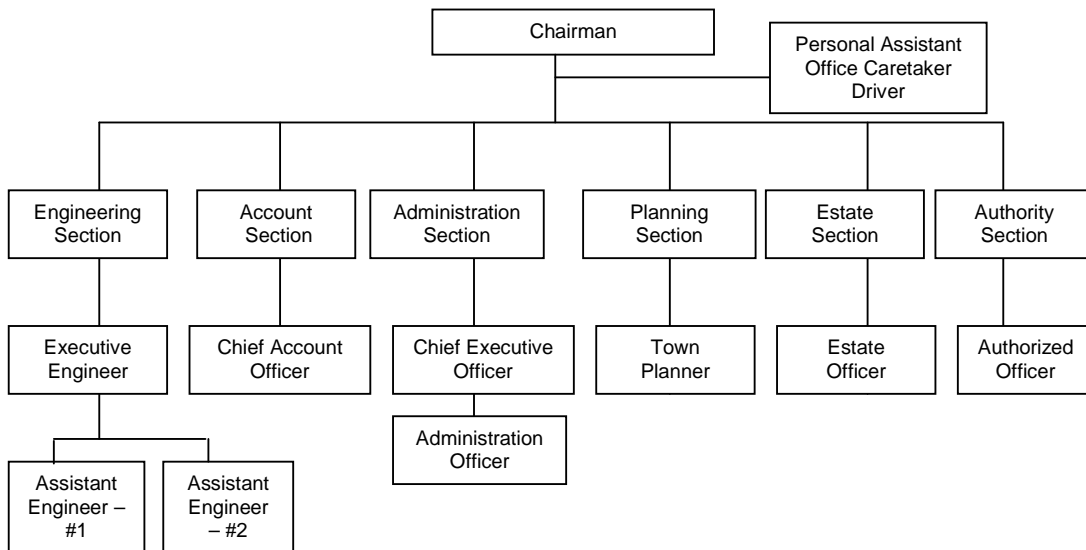 Chairman
Personal Assistant
Office Caretaker
Driver
Engineering
Section
Account
Section
Administration
Section
Planning
Section
Estate
Section
Authority
Section
Executive
Engineer
Chief Account
Officer
Chief Executive
Officer
Town
Planner
Estate
Officer
Authorized
Officer
Administration
Officer
Assistant
Engineer –
#1
Assistant
Engineer
– #2